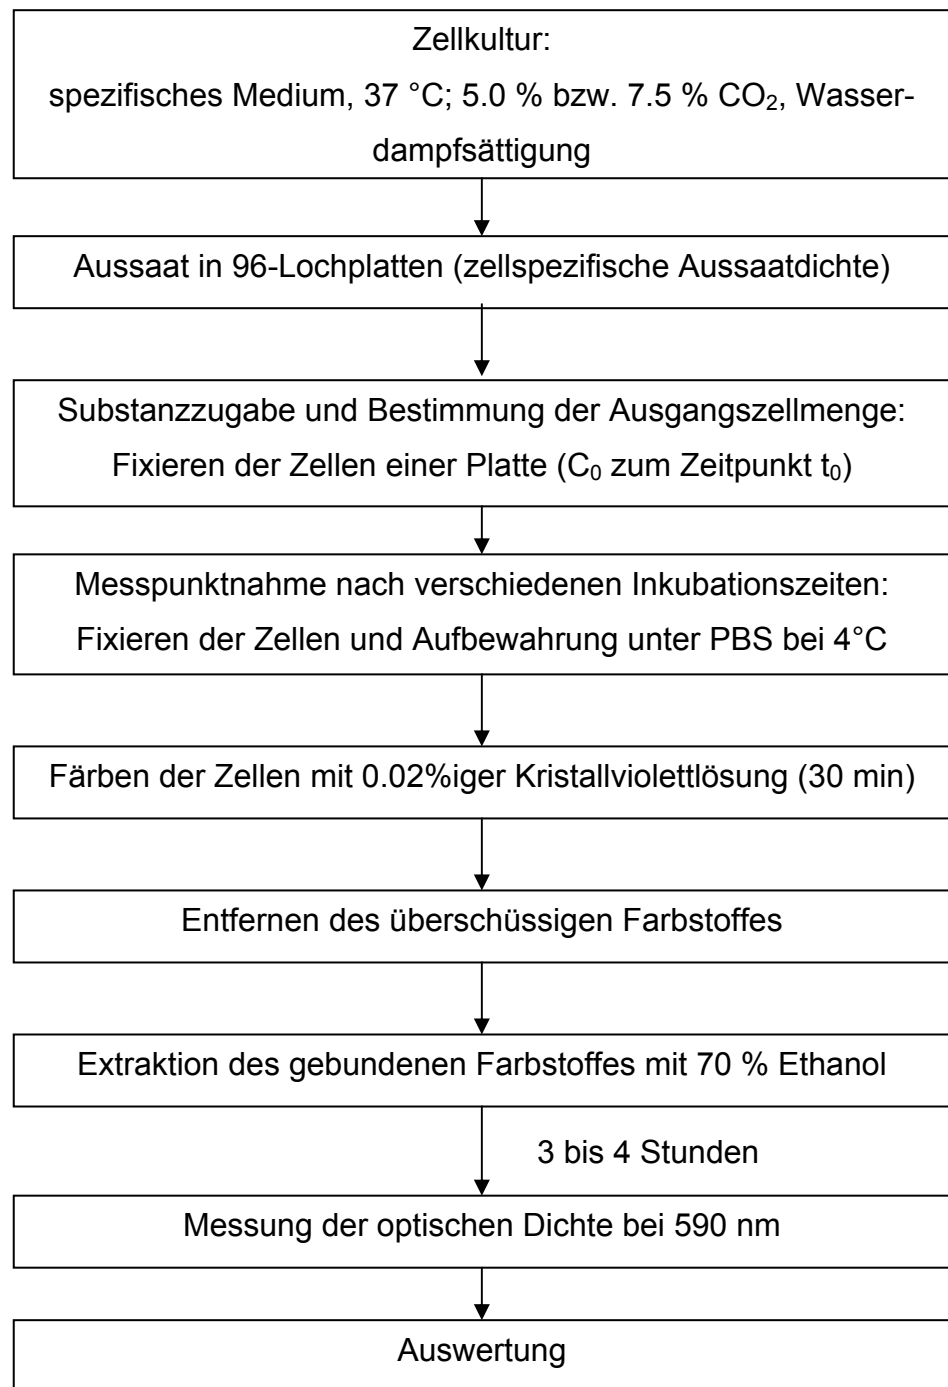 Zellkultur:
spezifisches Medium, 37 °C; 5.0 % bzw. 7.5 % CO₂, Wasser-
dampfsättigung
Aussaat in 96-Lochplatten (zellspezifische Aussaatdichte)
Substanzzugabe und Bestimmung der Ausgangszellmenge:
Fixieren der Zellen einer Platte (C₀ zum Zeitpunkt t₀)
Messpunktnahme nach verschiedenen Inkubationszeiten:
Fixieren der Zellen und Aufbewahrung unter PBS bei 4°C
Färben der Zellen mit 0.02%iger Kristallviolettlösung (30 min)
Entfernen des überschüssigen Farbstoffes
Extraktion des gebundenen Farbstoffes mit 70 % Ethanol
3 bis 4 Stunden
Messung der optischen Dichte bei 590 nm
Auswertung